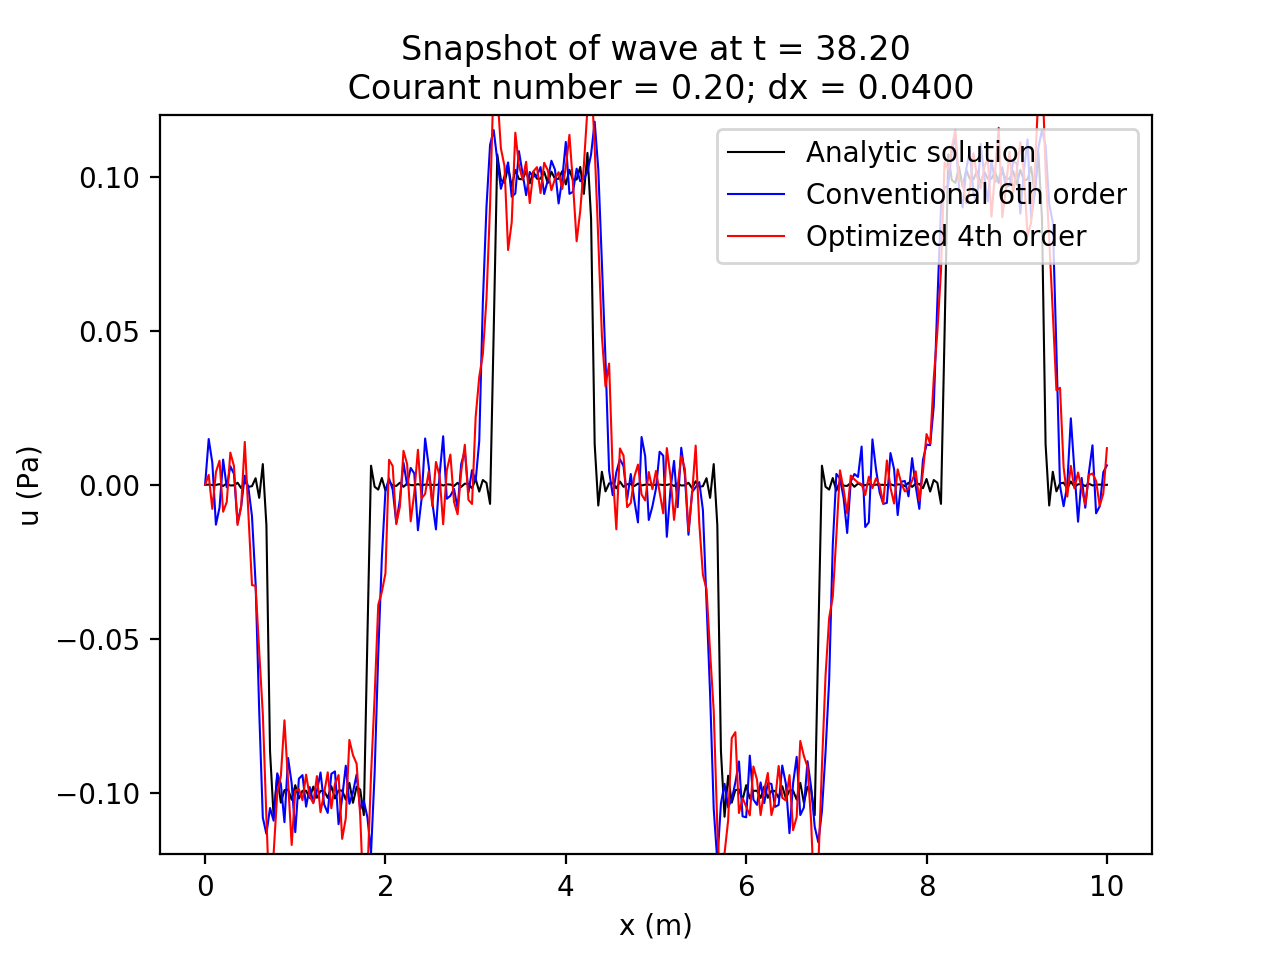 Snapshot of wave at t = 38.20
Courant number = 0.20; dx = 0.0400
Analytic solution
Conventional 6th order
Optimized 4th order
u (Pa)
0.10
0.05
0.00
−0.05
−0.10
0 2 4 6 8 10
x (m)